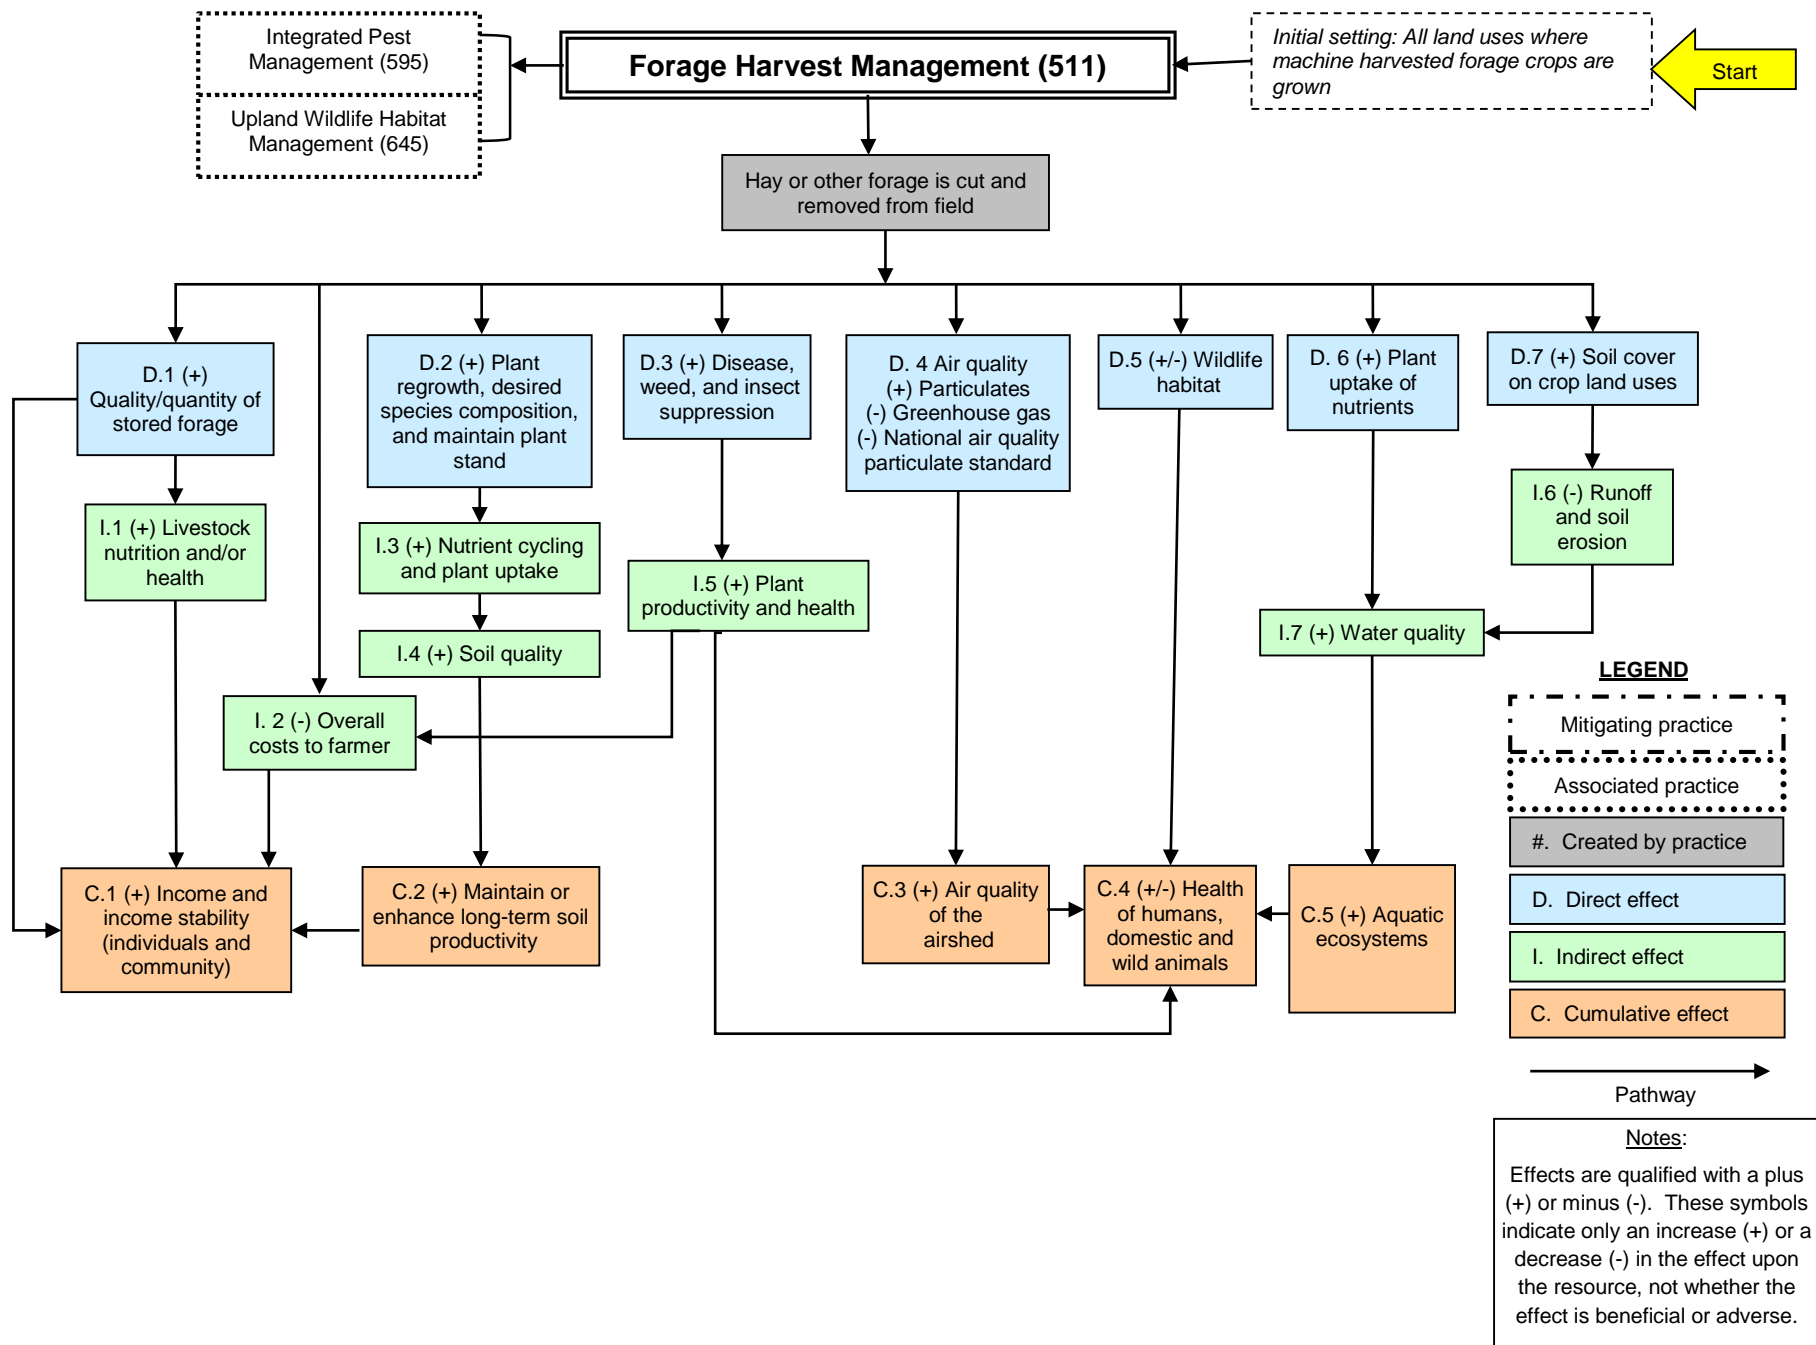 Integrated Pest
Management (595)
Upland Wildlife Habitat
Management (645)
Forage Harvest Management (511)
Initial setting: All land uses where
machine harvested forage crops are
grown
Start
Hay or other forage is cut and
removed from field
D.1 (+)
Quality/quantity of
stored forage
D.2 (+) Plant
regrowth, desired
species composition,
and maintain plant
stand
D.3 (+) Disease,
weed, and insect
suppression
D. 4 Air quality
(+) Particulates
(-) Greenhouse gas
(-) National air quality
particulate standard
D.5 (+/-) Wildlife
habitat
D. 6 (+) Plant
uptake of
nutrients
D.7 (+) Soil cover
on crop land uses
I.1 (+) Livestock
nutrition and/or
health
I.3 (+) Nutrient cycling
and plant uptake
I.5 (+) Plant
productivity and health
I.6 (-) Runoff
and soil
erosion
I.4 (+) Soil quality
I.7 (+) Water quality
I. 2 (-) Overall
costs to farmer
C.1 (+) Income and
income stability
(individuals and
community)
C.2 (+) Maintain or
enhance long-term soil
productivity
C.3 (+) Air quality
of the
airshed
C.4 (+/-) Health
of humans,
domestic and
wild animals
C.5 (+) Aquatic
ecosystems
LEGEND
Mitigating practice
Associated practice
#. Created by practice
D. Direct effect
I. Indirect effect
C. Cumulative effect
Pathway
Notes:
Effects are qualified with a plus
(+) or minus (-). These symbols
indicate only an increase (+) or a
decrease (-) in the effect upon
the resource, not whether the
effect is beneficial or adverse.